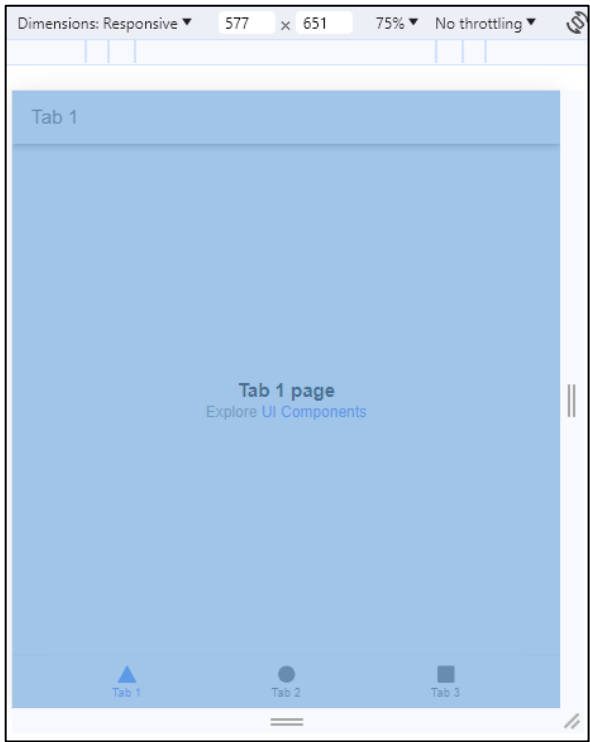 Dimensions: Responsive ▼ 577 × 651 75% ▼ No throttling ▼
Tab 1
Tab 1 page
Explore UI Components
Tab 1 Tab 2 Tab 3